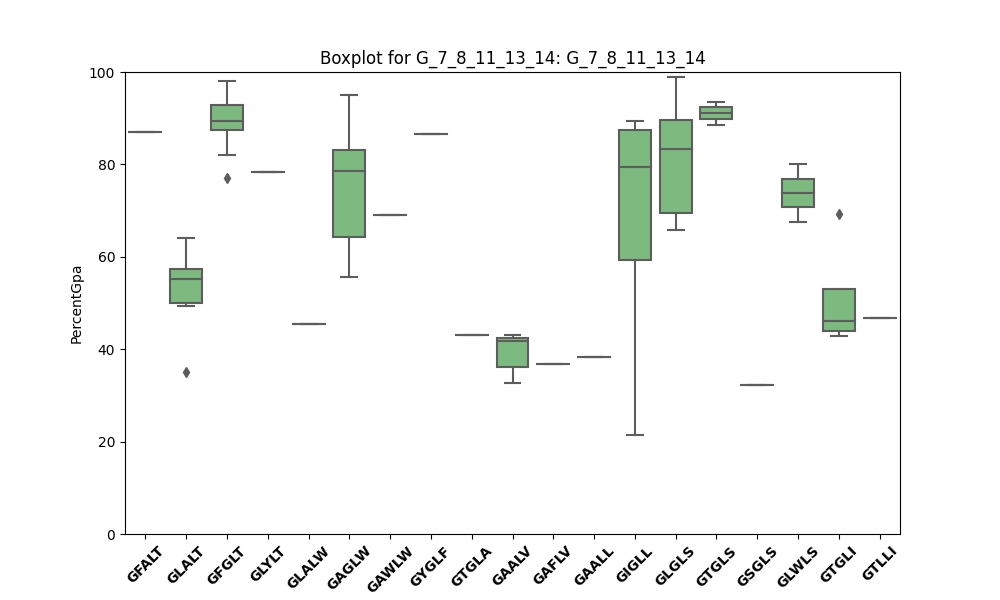 Boxplot for G_7_8_11_13_14: G_7_8_11_13_14
100
80
60
40
20
0
PercentGpa
GFALT GLALT GFGLT GLYLT GLALW GAGLW GAWLW GYGLF GTGLA GAALV GAFLV GAALL GIGLL GLGLS GTGLS GSGLS GLWLS GTGLI GTLLI